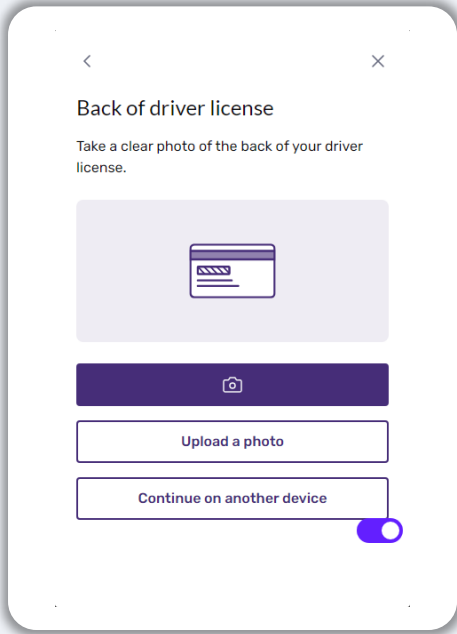 Back of driver license
Take a clear photo of the back of your driver
license.
Upload a photo
Continue on another device